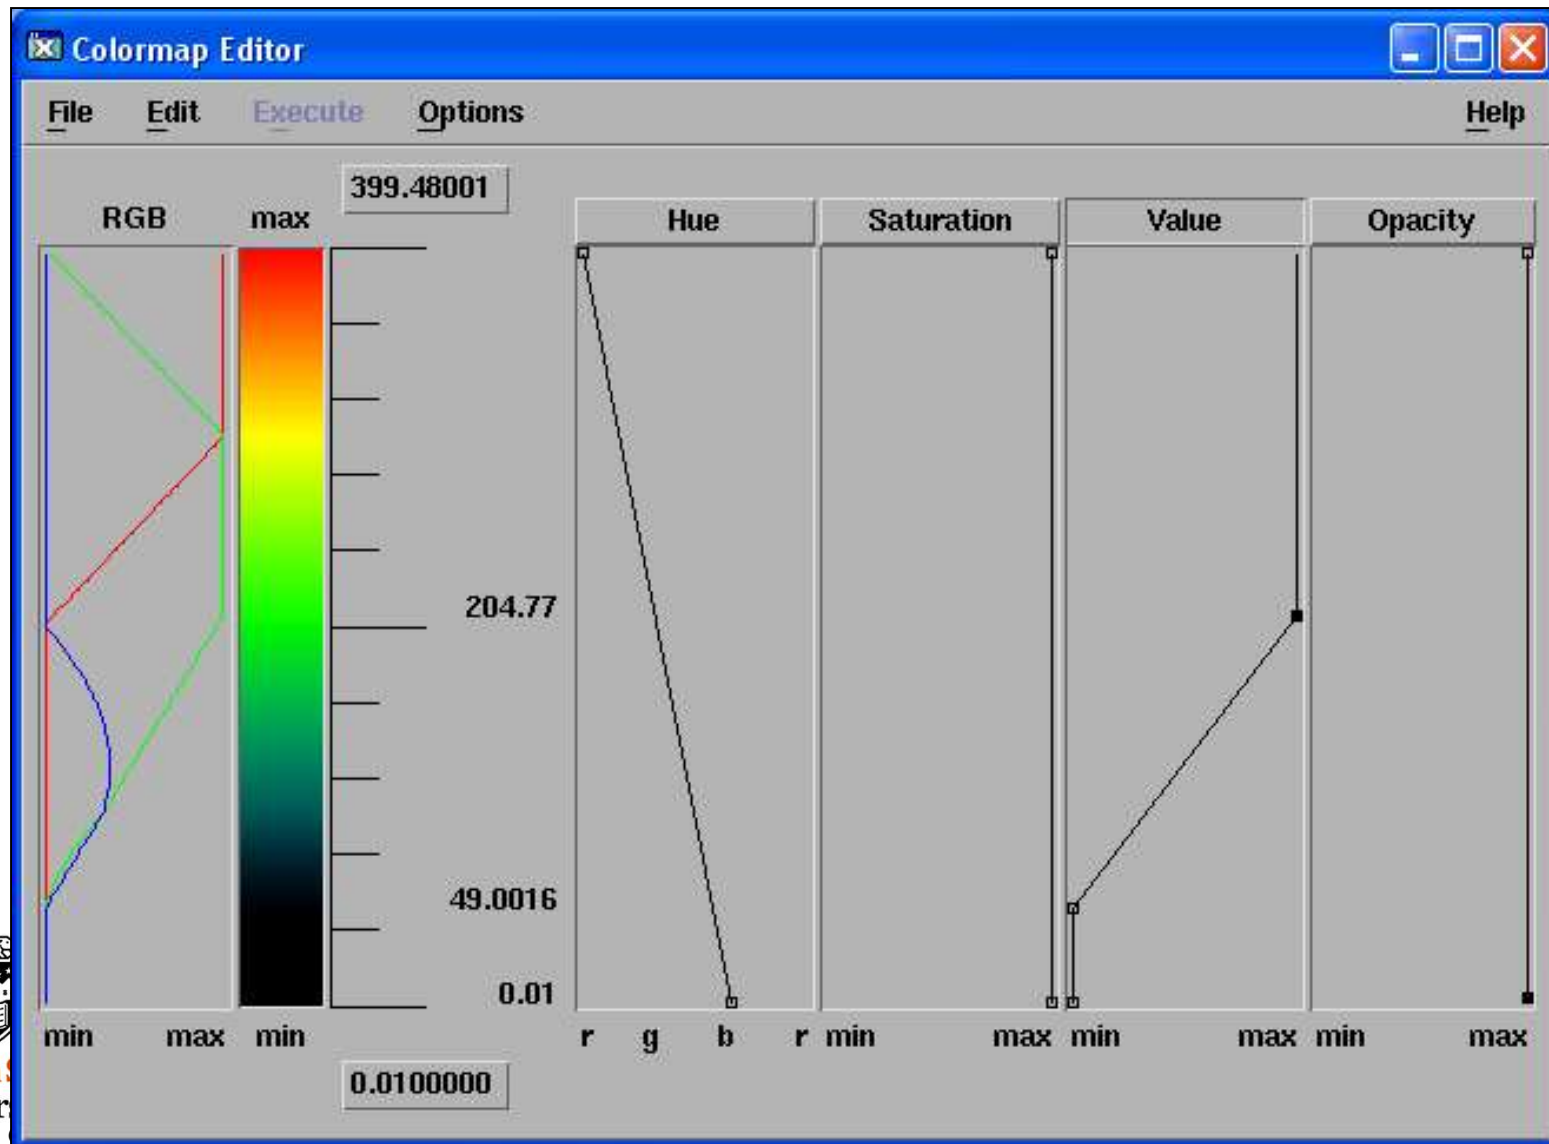 Colormap Editor
File Edit Execute Options Help
399.48001
RGB max Hue Saturation Value Opacity
204.77
49.0016
0.01
min max min r g b r min max min max min max
0.0100000